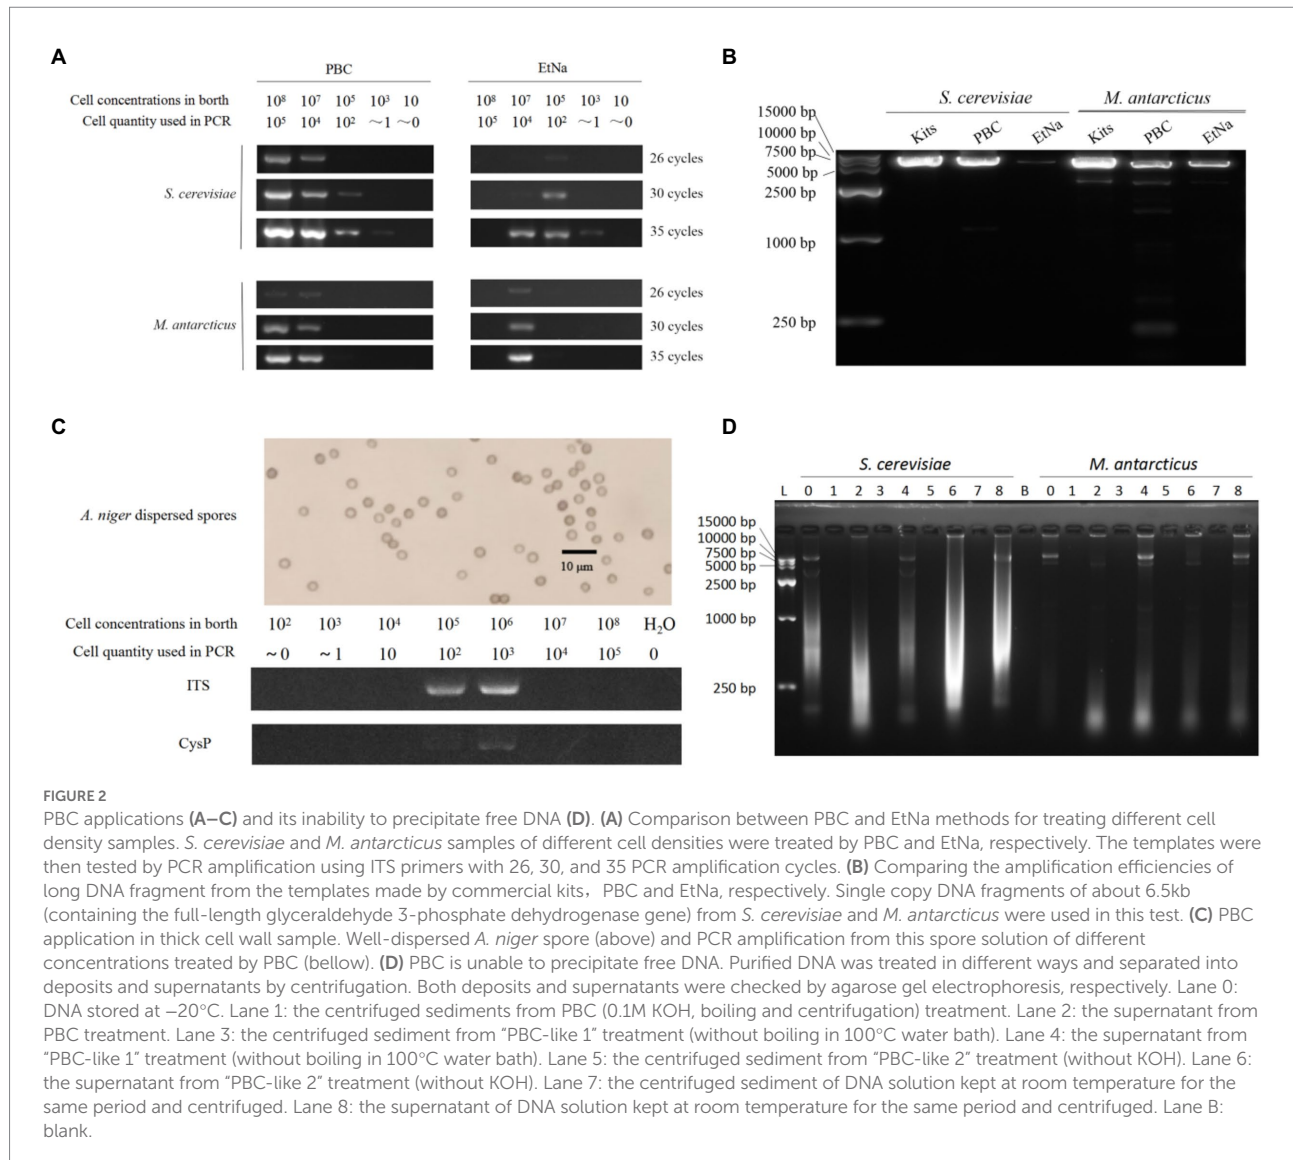 A
PBC
EtNa
Cell concentrations in borth
10⁸ 10⁷ 10⁵ 10³ 10
10⁸ 10⁷ 10⁵ 10³ 10
Cell quantity used in PCR
10⁵ 10⁴ 10² ~1 ~0
10⁵ 10⁴ 10² ~1 ~0
S. cerevisiae
26 cycles
30 cycles
35 cycles
M. antarcticus
26 cycles
30 cycles
35 cycles
B
S. cerevisiae
M. antarcticus
Kits PBC EtNa Kits PBC EtNa
15000 bp
10000 bp
7500 bp
5000 bp
2500 bp
1000 bp
250 bp
C
A. niger dispersed spores
10 μm
Cell concentrations in borth 10² 10³ 10⁴ 10⁵ 10⁶ 10⁷ 10⁸ H₂O
Cell quantity used in PCR ~0 ~1 10 10² 10³ 10⁴ 10⁵ 0
ITS
CysP
D
S. cerevisiae
M. antarcticus
L 0 1 2 3 4 5 6 7 8 B 0 1 2 3 4 5 6 7 8
15000 bp
10000 bp
7500 bp
5000 bp
2500 bp
1000 bp
250 bp
FIGURE 2
PBC applications (A–C) and its inability to precipitate free DNA (D). (A) Comparison between PBC and EtNa methods for treating different cell
density samples. S. cerevisiae and M. antarcticus samples of different cell densities were treated by PBC and EtNa, respectively. The templates were
then tested by PCR amplification using ITS primers with 26, 30, and 35 PCR amplification cycles. (B) Comparing the amplification efficiencies of
long DNA fragment from the templates made by commercial kits，PBC and EtNa, respectively. Single copy DNA fragments of about 6.5kb
(containing the full-length glyceraldehyde 3-phosphate dehydrogenase gene) from S. cerevisiae and M. antarcticus were used in this test. (C) PBC
application in thick cell wall sample. Well-dispersed A. niger spore (above) and PCR amplification from this spore solution of different
concentrations treated by PBC (bellow). (D) PBC is unable to precipitate free DNA. Purified DNA was treated in different ways and separated into
deposits and supernatants by centrifugation. Both deposits and supernatants were checked by agarose gel electrophoresis, respectively. Lane 0:
DNA stored at −20°C. Lane 1: the centrifuged sediments from PBC (0.1M KOH, boiling and centrifugation) treatment. Lane 2: the supernatant from
PBC treatment. Lane 3: the centrifuged sediment from “PBC-like 1” treatment (without boiling in 100°C water bath). Lane 4: the supernatant from
“PBC-like 1” treatment (without boiling in 100°C water bath). Lane 5: the centrifuged sediment from “PBC-like 2” treatment (without KOH). Lane 6:
the supernatant from “PBC-like 2” treatment (without KOH). Lane 7: the centrifuged sediment of DNA solution kept at room temperature for the
same period and centrifuged. Lane 8: the supernatant of DNA solution kept at room temperature for the same period and centrifuged. Lane B:
blank.